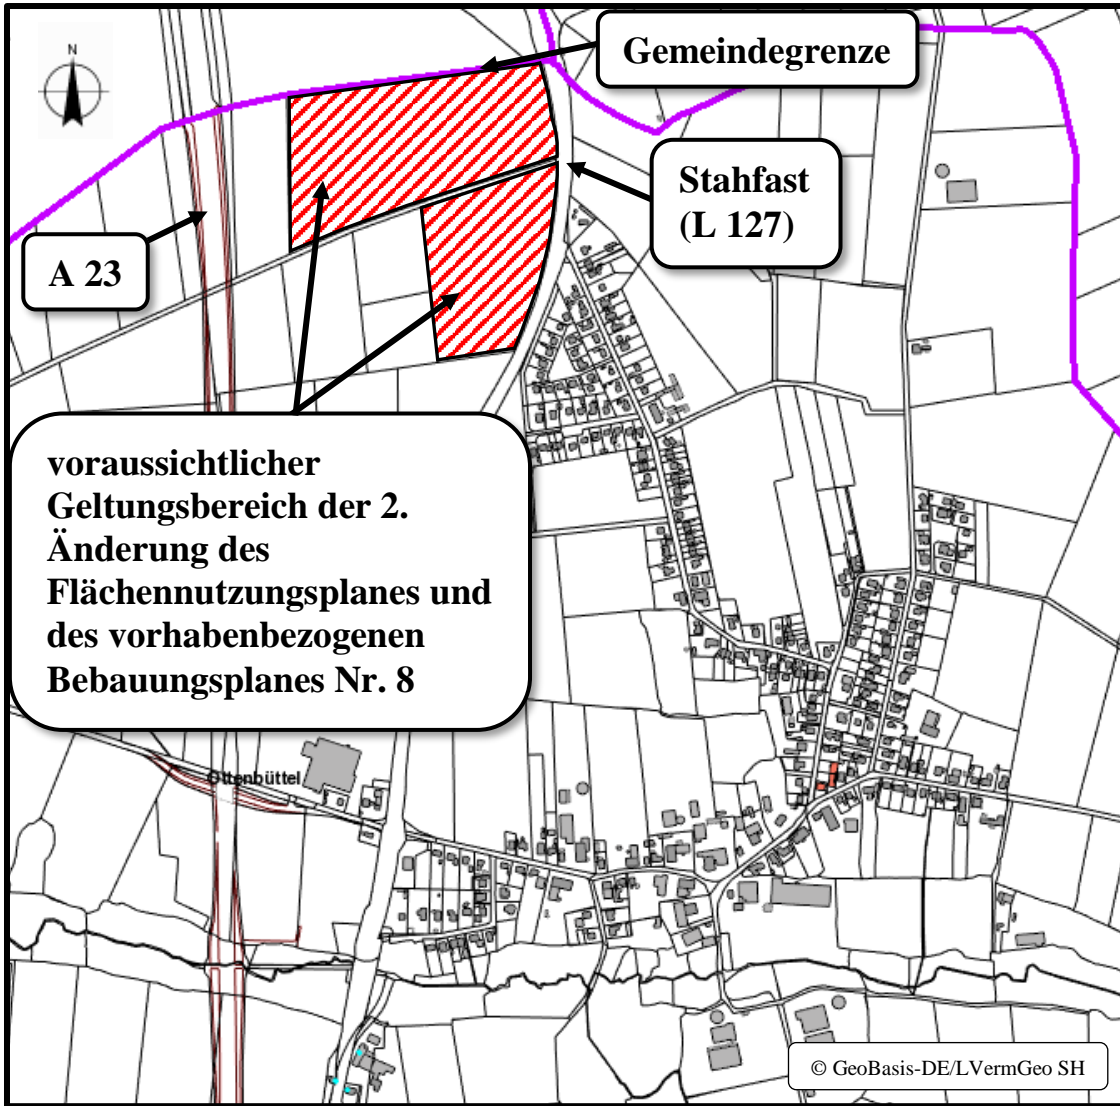 N
Gemeindegrenze
Stahfast
(L 127)
A 23
voraussichtlicher
Geltungsbereich der 2.
Änderung des
Flächennutzungsplanes und
des vorhabenbezogenen
Bebauungsplanes Nr. 8
Ottenbüttel
© GeoBasis-DE/LVermGeo SH